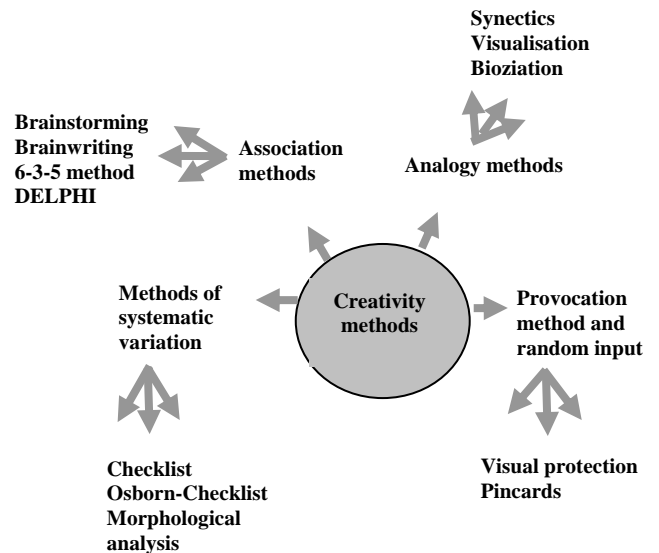 Synectics
Visualisation
Bioziation
Brainstorming
Brainwriting
6-3-5 method
DELPHI
Association
methods
Analogy methods
Creativity
methods
Methods of
systematic
variation
Provocation
method and
random input
Checklist
Osborn-Checklist
Morphological
analysis
Visual protection
Pincards